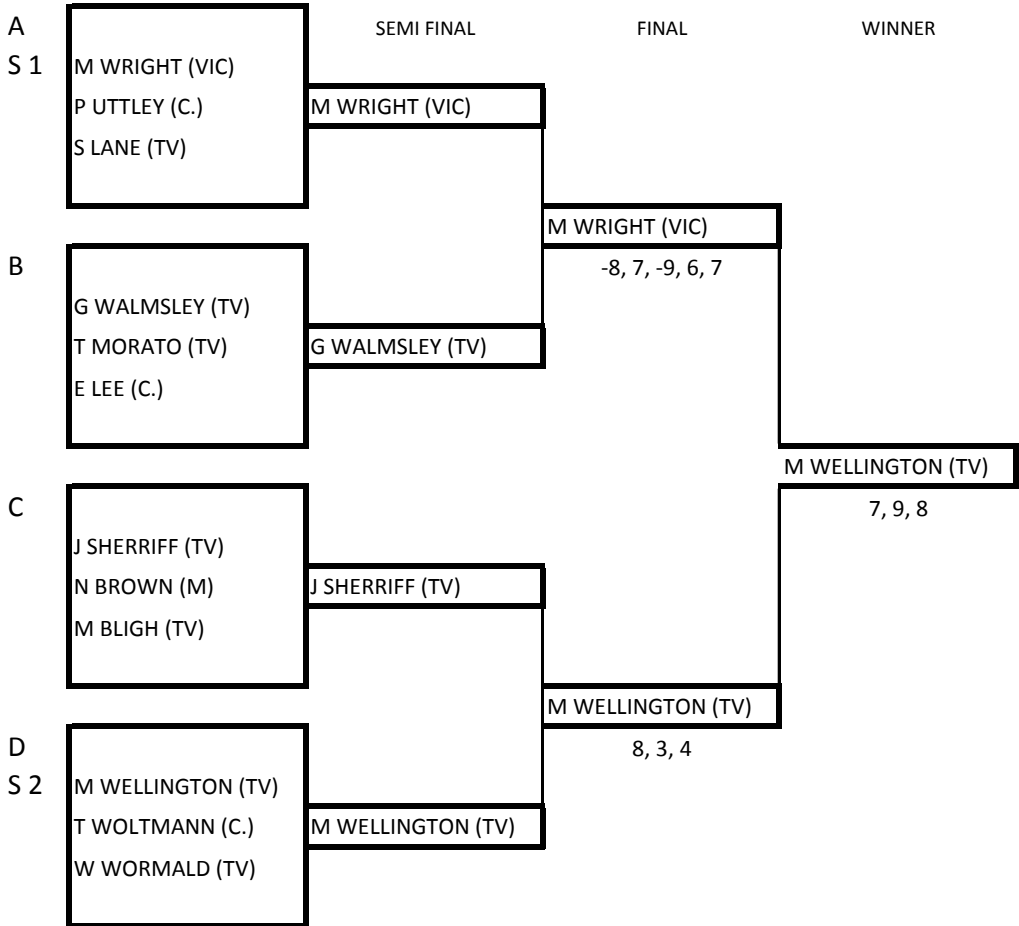 A
SEMI FINAL
FINAL
WINNER
S 1
M WRIGHT (VIC)
P UTTLEY (C.)
M WRIGHT (VIC)
S LANE (TV)
M WRIGHT (VIC)
B
-8, 7, -9, 6, 7
G WALMSLEY (TV)
T MORATO (TV)
G WALMSLEY (TV)
E LEE (C.)
M WELLINGTON (TV)
C
7, 9, 8
J SHERRIFF (TV)
N BROWN (M)
J SHERRIFF (TV)
M BLIGH (TV)
M WELLINGTON (TV)
D
8, 3, 4
S 2
M WELLINGTON (TV)
T WOLTMANN (C.)
M WELLINGTON (TV)
W WORMALD (TV)